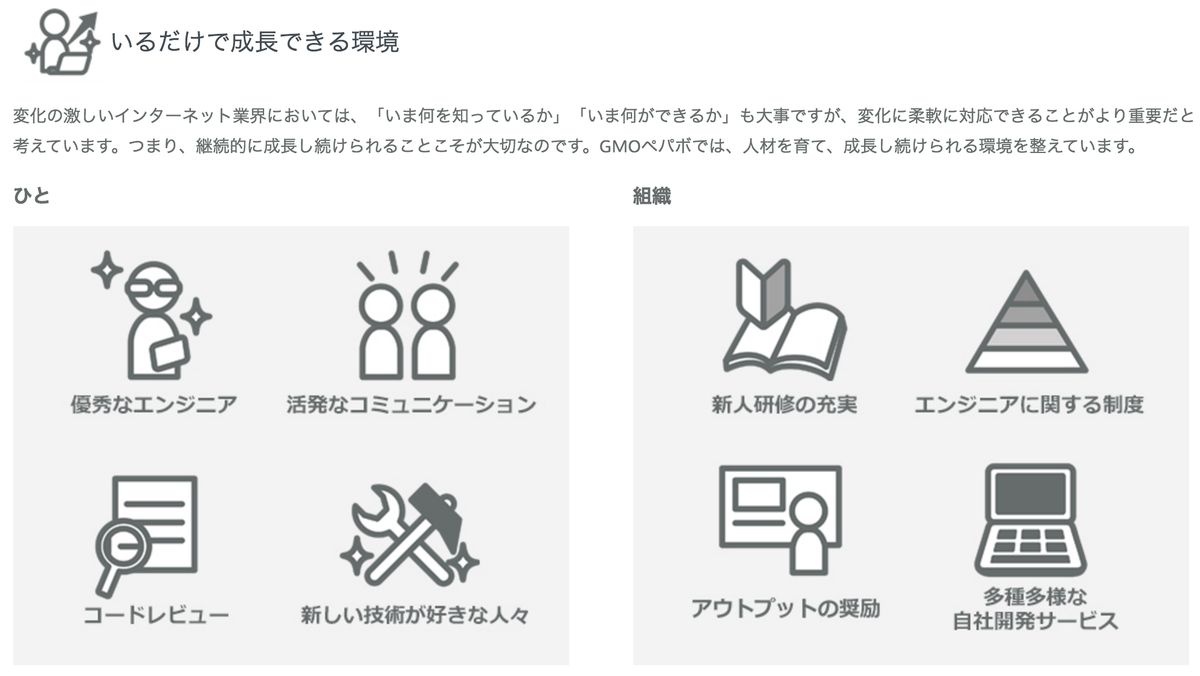 いるだけで成長できる環境
変化の激しいインターネット業界においては、「いま何を知っているか」「いま何ができるか」も大事ですが、変化に柔軟に対応できることがより重要だと
考えています。つまり、継続的に成長し続けられることこそが大切なのです。GMOペパボでは、人材を育て、成長し続けられる環境を整えています。
ひと
優秀なエンジニア
活発なコミュニケーション
コードレビュー
新しい技術が好きな人々
組織
新人研修の充実
エンジニアに関する制度
アウトプットの奨励
多種多様な
自社開発サービス